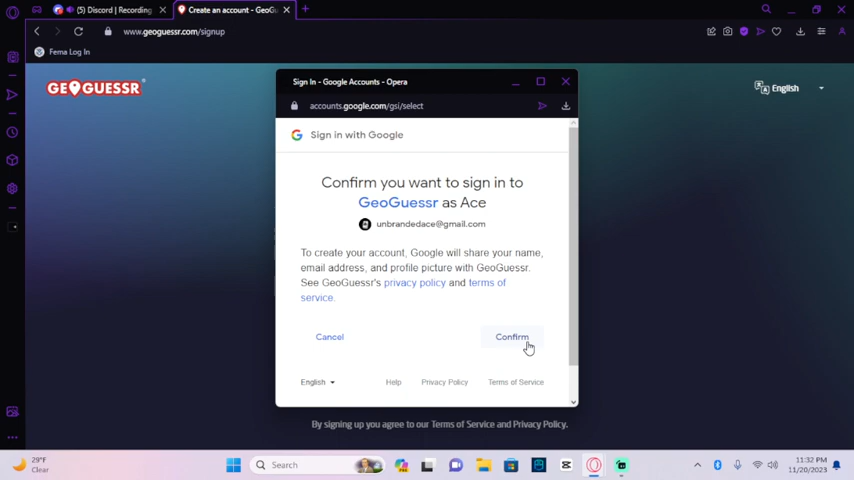 (5) Discord | Recording
Create an account - GeoGu
www.geoguessr.com/signup
Fema Log In
GEOGUESSR
English
Sign In - Google Accounts - Opera
accounts.google.com/gsi/select
Sign in with Google
Confirm you want to sign in to
GeoGuessr as Ace
unbrandedace@gmail.com
To create your account, Google will share your name,
email address, and profile picture with GeoGuessr.
See GeoGuessr's privacy policy and terms of
service.
Cancel
Confirm
English
Help
Privacy Policy
Terms of Service
By signing up you agree to our Terms of Service and Privacy Policy.
29°F
Clear
Search
11:32 PM
11/20/2023